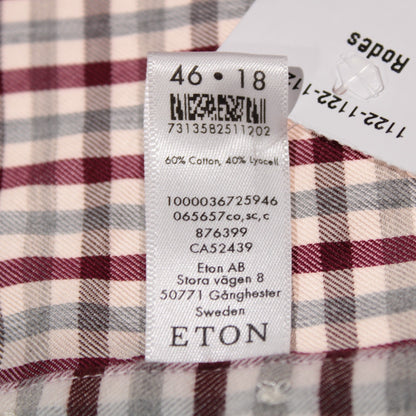 46 • 18
7313582511202
60% Cotton, 40% Lyocell
1000036725946
065657co,sc,c
876399
CA52439
Eton AB
Stora vägen 8
50771 Gånghester
Sweden
ETON
Rodes
1122-1122-112